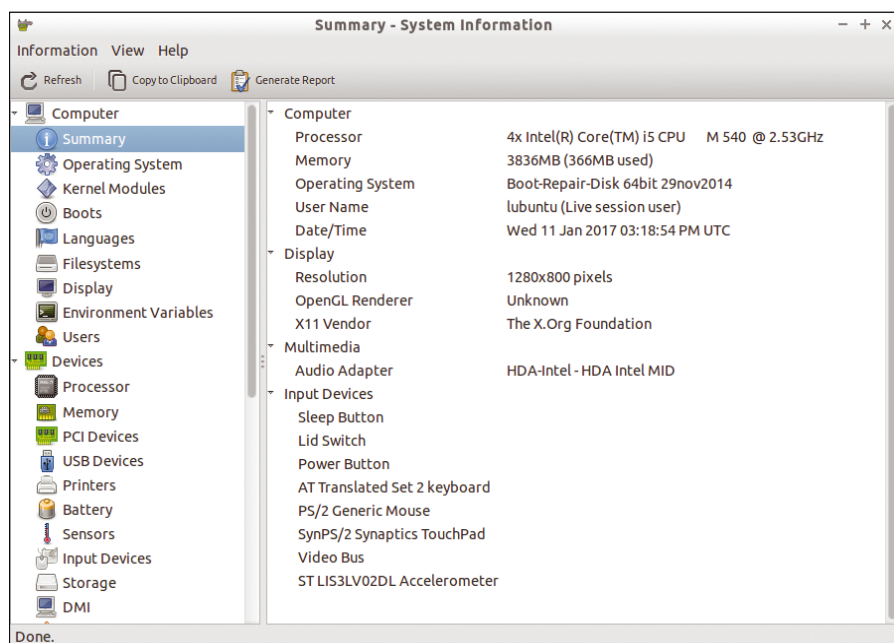 Summary - System Information
Information View Help
Refresh Copy to Clipboard Generate Report
Computer
Summary
Operating System
Kernel Modules
Boots
Languages
Filesystems
Display
Environment Variables
Users
Devices
Processor
Memory
PCI Devices
USB Devices
Printers
Battery
Sensors
Input Devices
Storage
DMI
Computer
Processor 4x Intel(R) Core(TM) i5 CPU M 540 @ 2.53GHz
Memory 3836MB (366MB used)
Operating System Boot-Repair-Disk 64bit 29nov2014
User Name lubuntu (Live session user)
Date/Time Wed 11 Jan 2017 03:18:54 PM UTC
Display
Resolution 1280x800 pixels
OpenGL Renderer Unknown
X11 Vendor The X.Org Foundation
Multimedia
Audio Adapter HDA-Intel - HDA Intel MID
Input Devices
Sleep Button
Lid Switch
Power Button
AT Translated Set 2 keyboard
PS/2 Generic Mouse
SynPS/2 Synaptics TouchPad
Video Bus
ST LIS3LV02DL Accelerometer
Done.